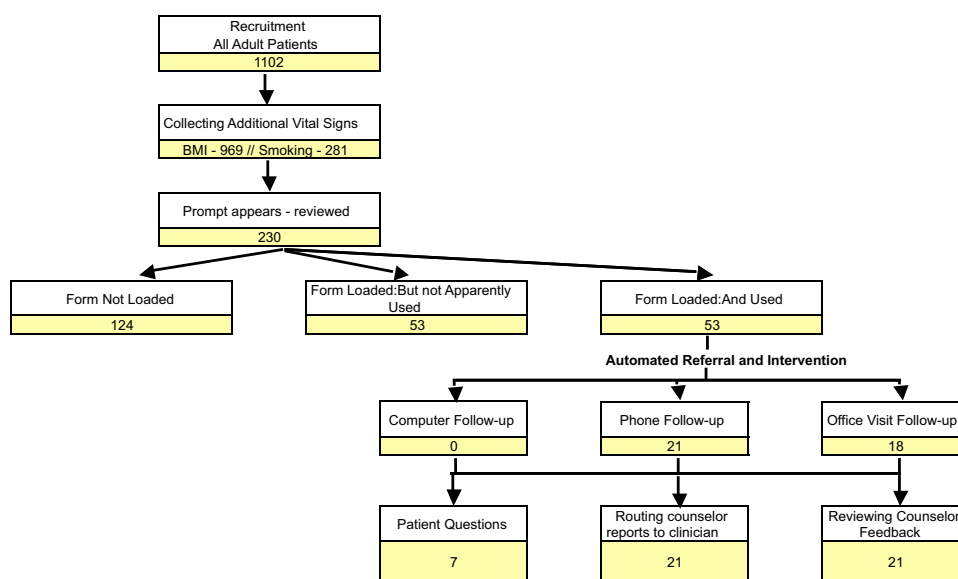 Recruitment
All Adult Patients
1102
Collecting Additional Vital Signs
BMI - 969 // Smoking - 281
Prompt appears - reviewed
230
Form Not Loaded
124
Form Loaded:But not Apparently
Used
53
Form Loaded:And Used
53
Automated Referral and Intervention
Computer Follow-up
0
Phone Follow-up
21
Office Visit Follow-up
18
Patient Questions
7
Routing counselor
reports to clinician
21
Reviewing Counselor
Feedback
21